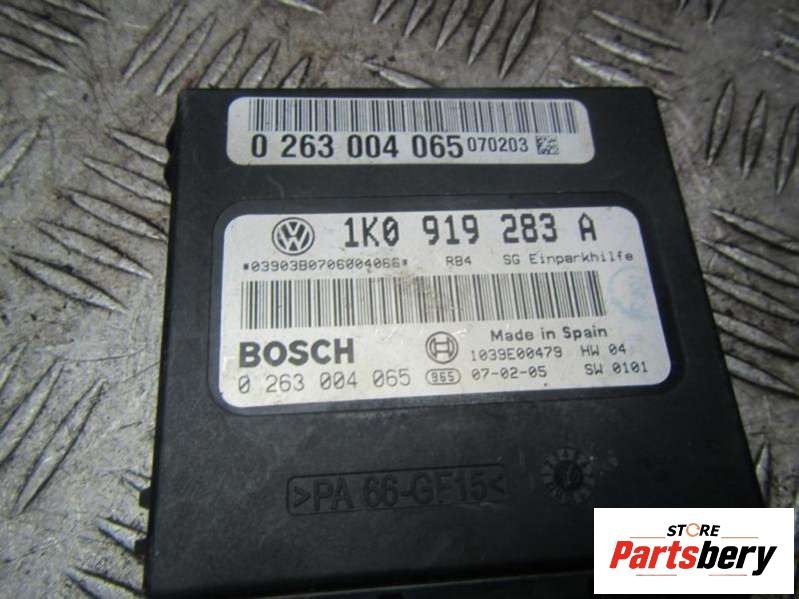 0 263 004 065 070203
1K0 919 283 A
*03903B0706004066* RB4 SG Einparkhilfe
BOSCH Made in Spain
1039E00479 HW 04
0 263 004 065 965 07-02-05 SW 0101
>PA 66-GF15<
STORE
Partsbery